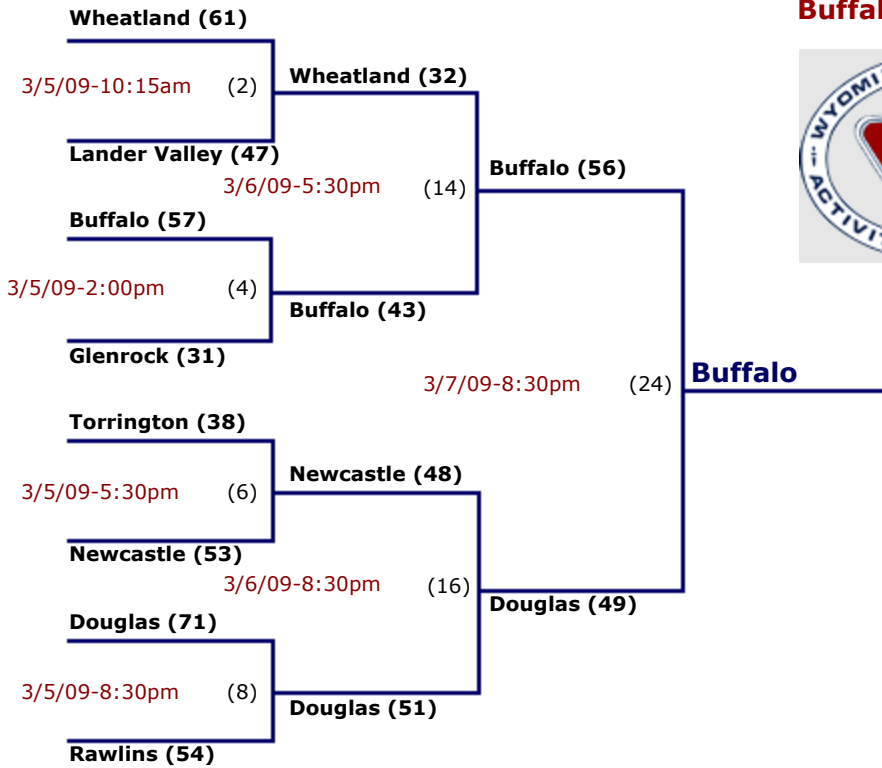 Wheatland (61)
3/5/09-10:15am (2)
Lander Valley (47)
Wheatland (32)
3/6/09-5:30pm (14)
Buffalo (57)
3/5/09-2:00pm (4)
Glenrock (31)
Buffalo (43)
Buffalo (56)
3/7/09-8:30pm (24)
Buffalo
Torrington (38)
3/5/09-5:30pm (6)
Newcastle (53)
Newcastle (48)
3/6/09-8:30pm (16)
Douglas (71)
3/5/09-8:30pm (8)
Rawlins (54)
Douglas (51)
Douglas (49)
Buffal
WYOMI
ACTIVIT